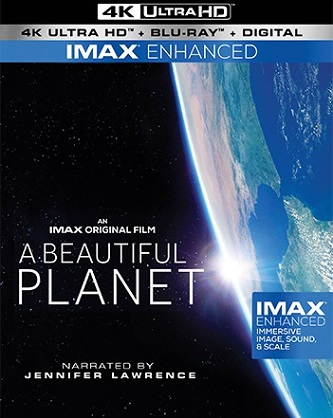 4K ULTRA HD
4K ULTRA HD™ + BLU-RAY™ + DIGITAL
IMAX ENHANCED
AN
IMAX ORIGINAL FILM
A BEAUTIFUL
PLANET
IMAX
ENHANCED
IMMERSIVE
IMAGE, SOUND,
& SCALE
NARRATED BY
JENNIFER LAWRENCE